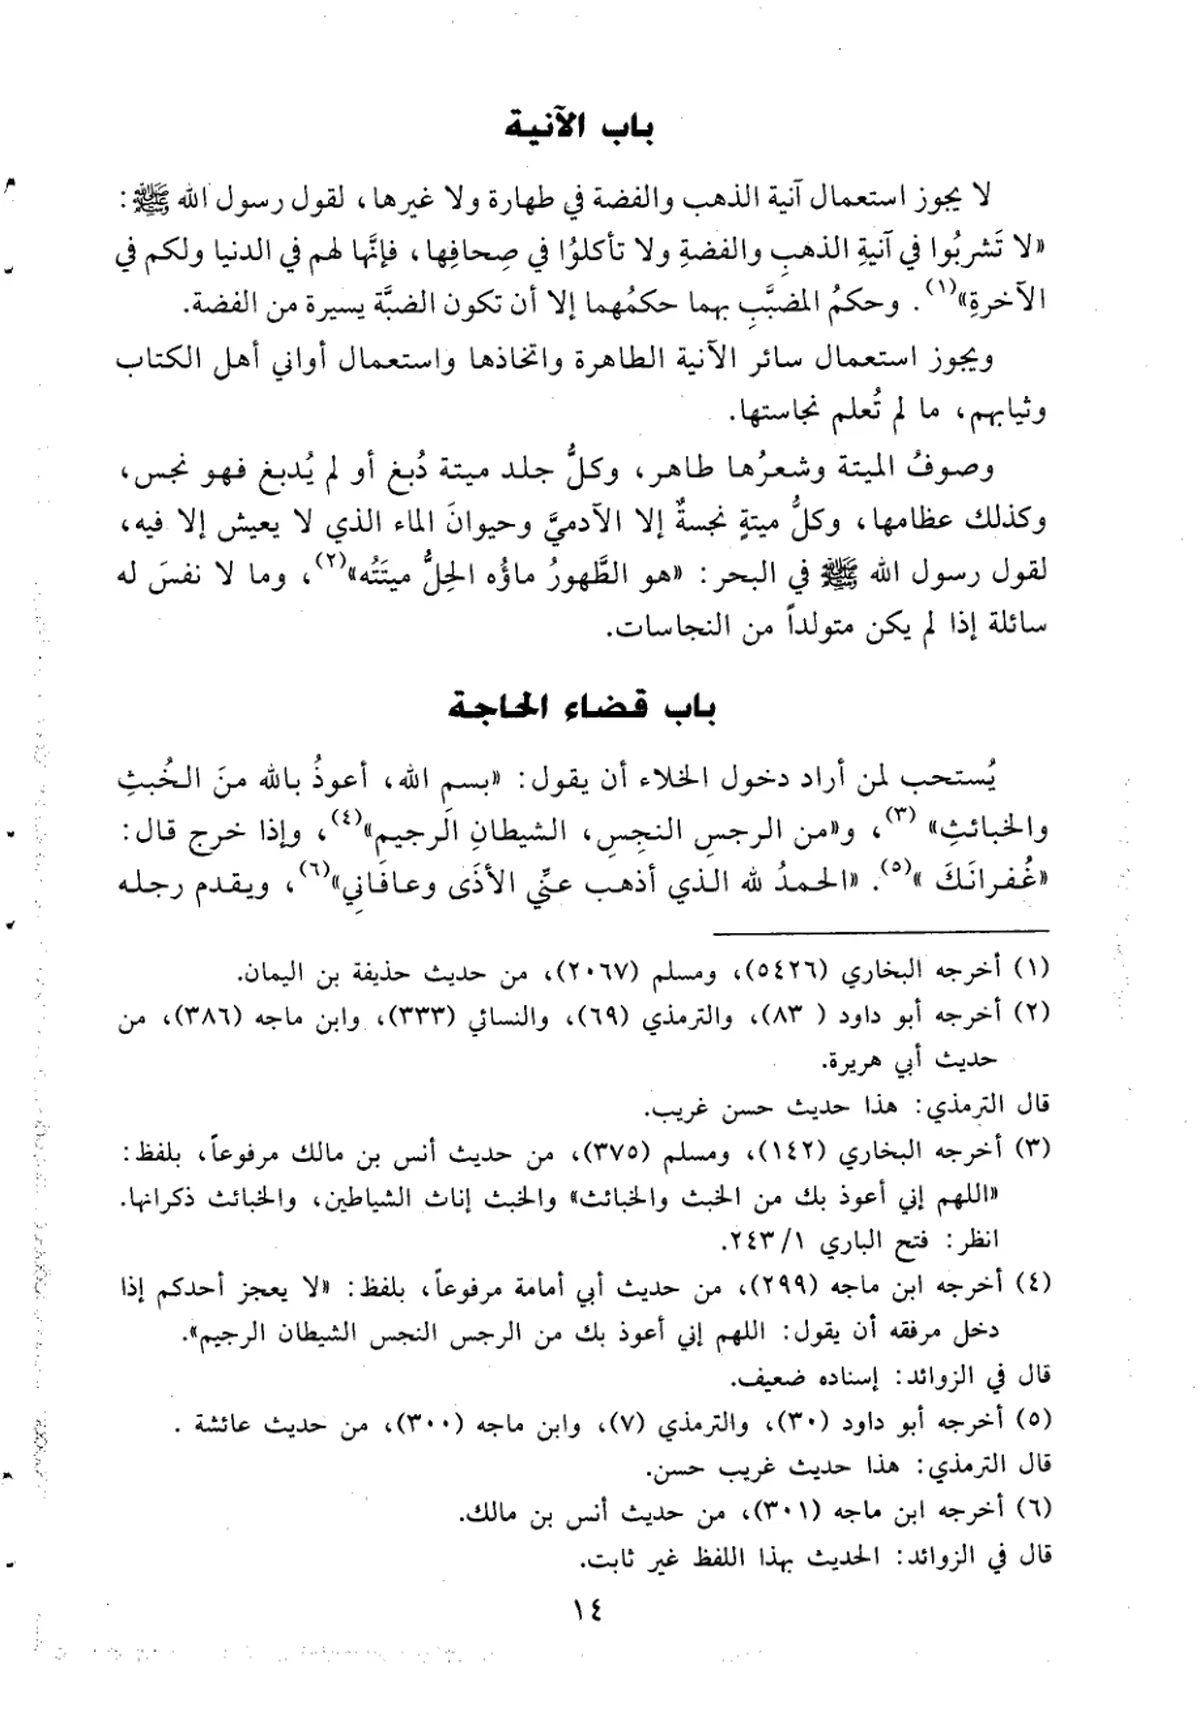 باب الآنية
لا يجوز استعمال آنية الذهب والفضة في طهارة ولا غيرها، لقول رسول الله ﷺ:
«لا تَشربُوا في آنيةِ الذهبِ والفضةِ ولا تأكلوُا في صِحافِها، فإنَّها لهم في الدنيا ولكم في
الآخرةِ»(١). وحكمُ المضبَّبِ بهما حكمُهما إلا أن تكون الضبَّة يسيرة من الفضة.
ويجوز استعمال سائر الآنية الطاهرة واتخاذها واستعمال أواني أهل الكتاب
وثيابهم، ما لم تُعلم نجاستها.
وصوفُ الميتة وشعرُها طاهر، وكلُّ جلد ميتة دُبغ أو لم يُدبغ فهو نجس،
وكذلك عظامها، وكلُّ ميتةٍ نجسةٌ إلا الآدميَّ وحيوانَ الماء الذي لا يعيش إلا فيه،
لقول رسول الله ﷺ في البحر: «هو الطَّهورُ ماؤُه الحِلُّ ميتَتُه»(٢)، وما لا نفسَ له
سائلة إذا لم يكن متولداً من النجاسات.
باب قضاء الحاجة
يُستحب لمن أراد دخول الخلاء أن يقول: «بسم الله، أعوذُ بالله منَ الخُبثِ
والخبائثِ» (٣)، و«من الرجسِ النجسِ، الشيطانِ الَرجيمِ»(٤)، وإذا خرج قال:
«غُفرانَكَ »(٥). «الحمدُ لله الذي أذهب عنِّي الأذَى وعافَاني»(٦)، ويقدم رجله
(١) أخرجه البخاري (٥٤٢٦)، ومسلم (٢٠٦٧)، من حديث حذيفة بن اليمان.
(٢) أخرجه أبو داود ( ٨٣)، والترمذي (٦٩)، والنسائي (٣٣٣)، وابن ماجه (٣٨٦)، من
حديث أبي هريرة.
قال الترمذي: هذا حديث حسن غريب.
(٣) أخرجه البخاري (١٤٢)، ومسلم (٣٧٥)، من حديث أنس بن مالك مرفوعاً، بلفظ:
«اللهم إني أعوذ بك من الخبث والخبائث» والخبث إناث الشياطين، والخبائث ذكرانها.
انظر: فتح الباري ٢٤٣/١.
(٤) أخرجه ابن ماجه (٢٩٩)، من حديث أبي أمامة مرفوعاً، بلفظ: «لا يعجز أحدكم إذا
دخل مرفقه أن يقول: اللهم إني أعوذ بك من الرجس النجس الشيطان الرجيم».
قال في الزوائد: إسناده ضعيف.
(٥) أخرجه أبو داود (٣٠)، والترمذي (٧)، وابن ماجه (٣٠٠)، من حديث عائشة .
قال الترمذي: هذا حديث غريب حسن.
(٦) أخرجه ابن ماجه (٣٠١)، من حديث أنس بن مالك.
قال في الزوائد: الحديث بهذا اللفظ غير ثابت.
١٤